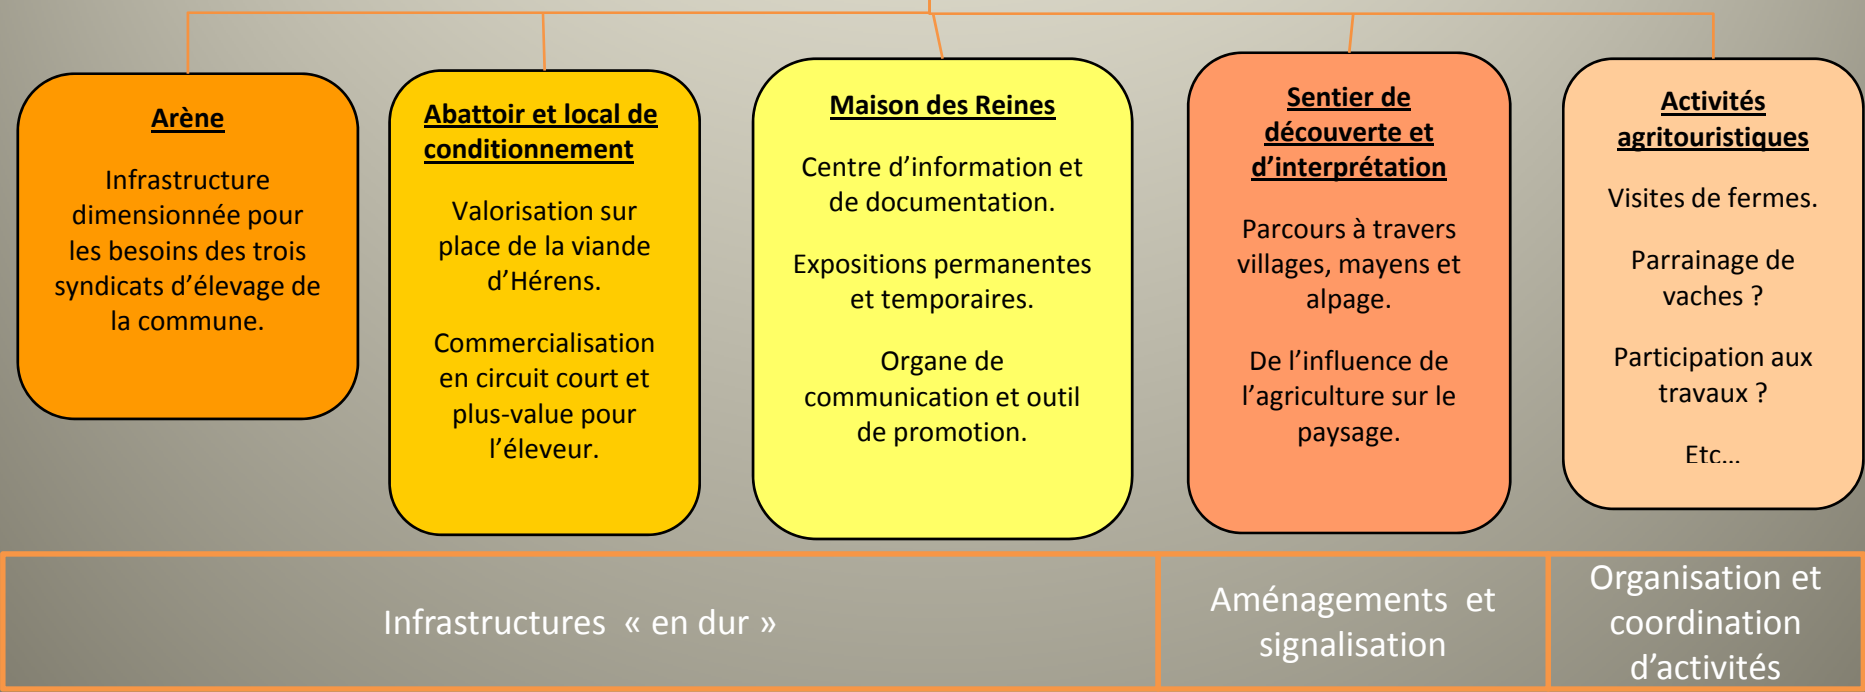 Arène
Infrastructure
dimensionnée pour
les besoins des trois
syndicats d’élevage de
la commune.
Abattoir et local de
conditionnement
Valorisation sur
place de la viande
d’Hérens.
Commercialisation
en circuit court et
plus-value pour
l’éleveur.
Maison des Reines
Centre d’information et
de documentation.
Expositions permanentes
et temporaires.
Organe de
communication et outil
de promotion.
Sentier de
découverte et
d’interprétation
Parcours à travers
villages, mayens et
alpage.
De l’influence de
l’agriculture sur le
paysage.
Activités
agritouristiques
Visites de fermes.
Parrainage de
vaches ?
Participation aux
travaux ?
Etc…
Infrastructures « en dur »
Aménagements et
signalisation
Organisation et
coordination
d’activités